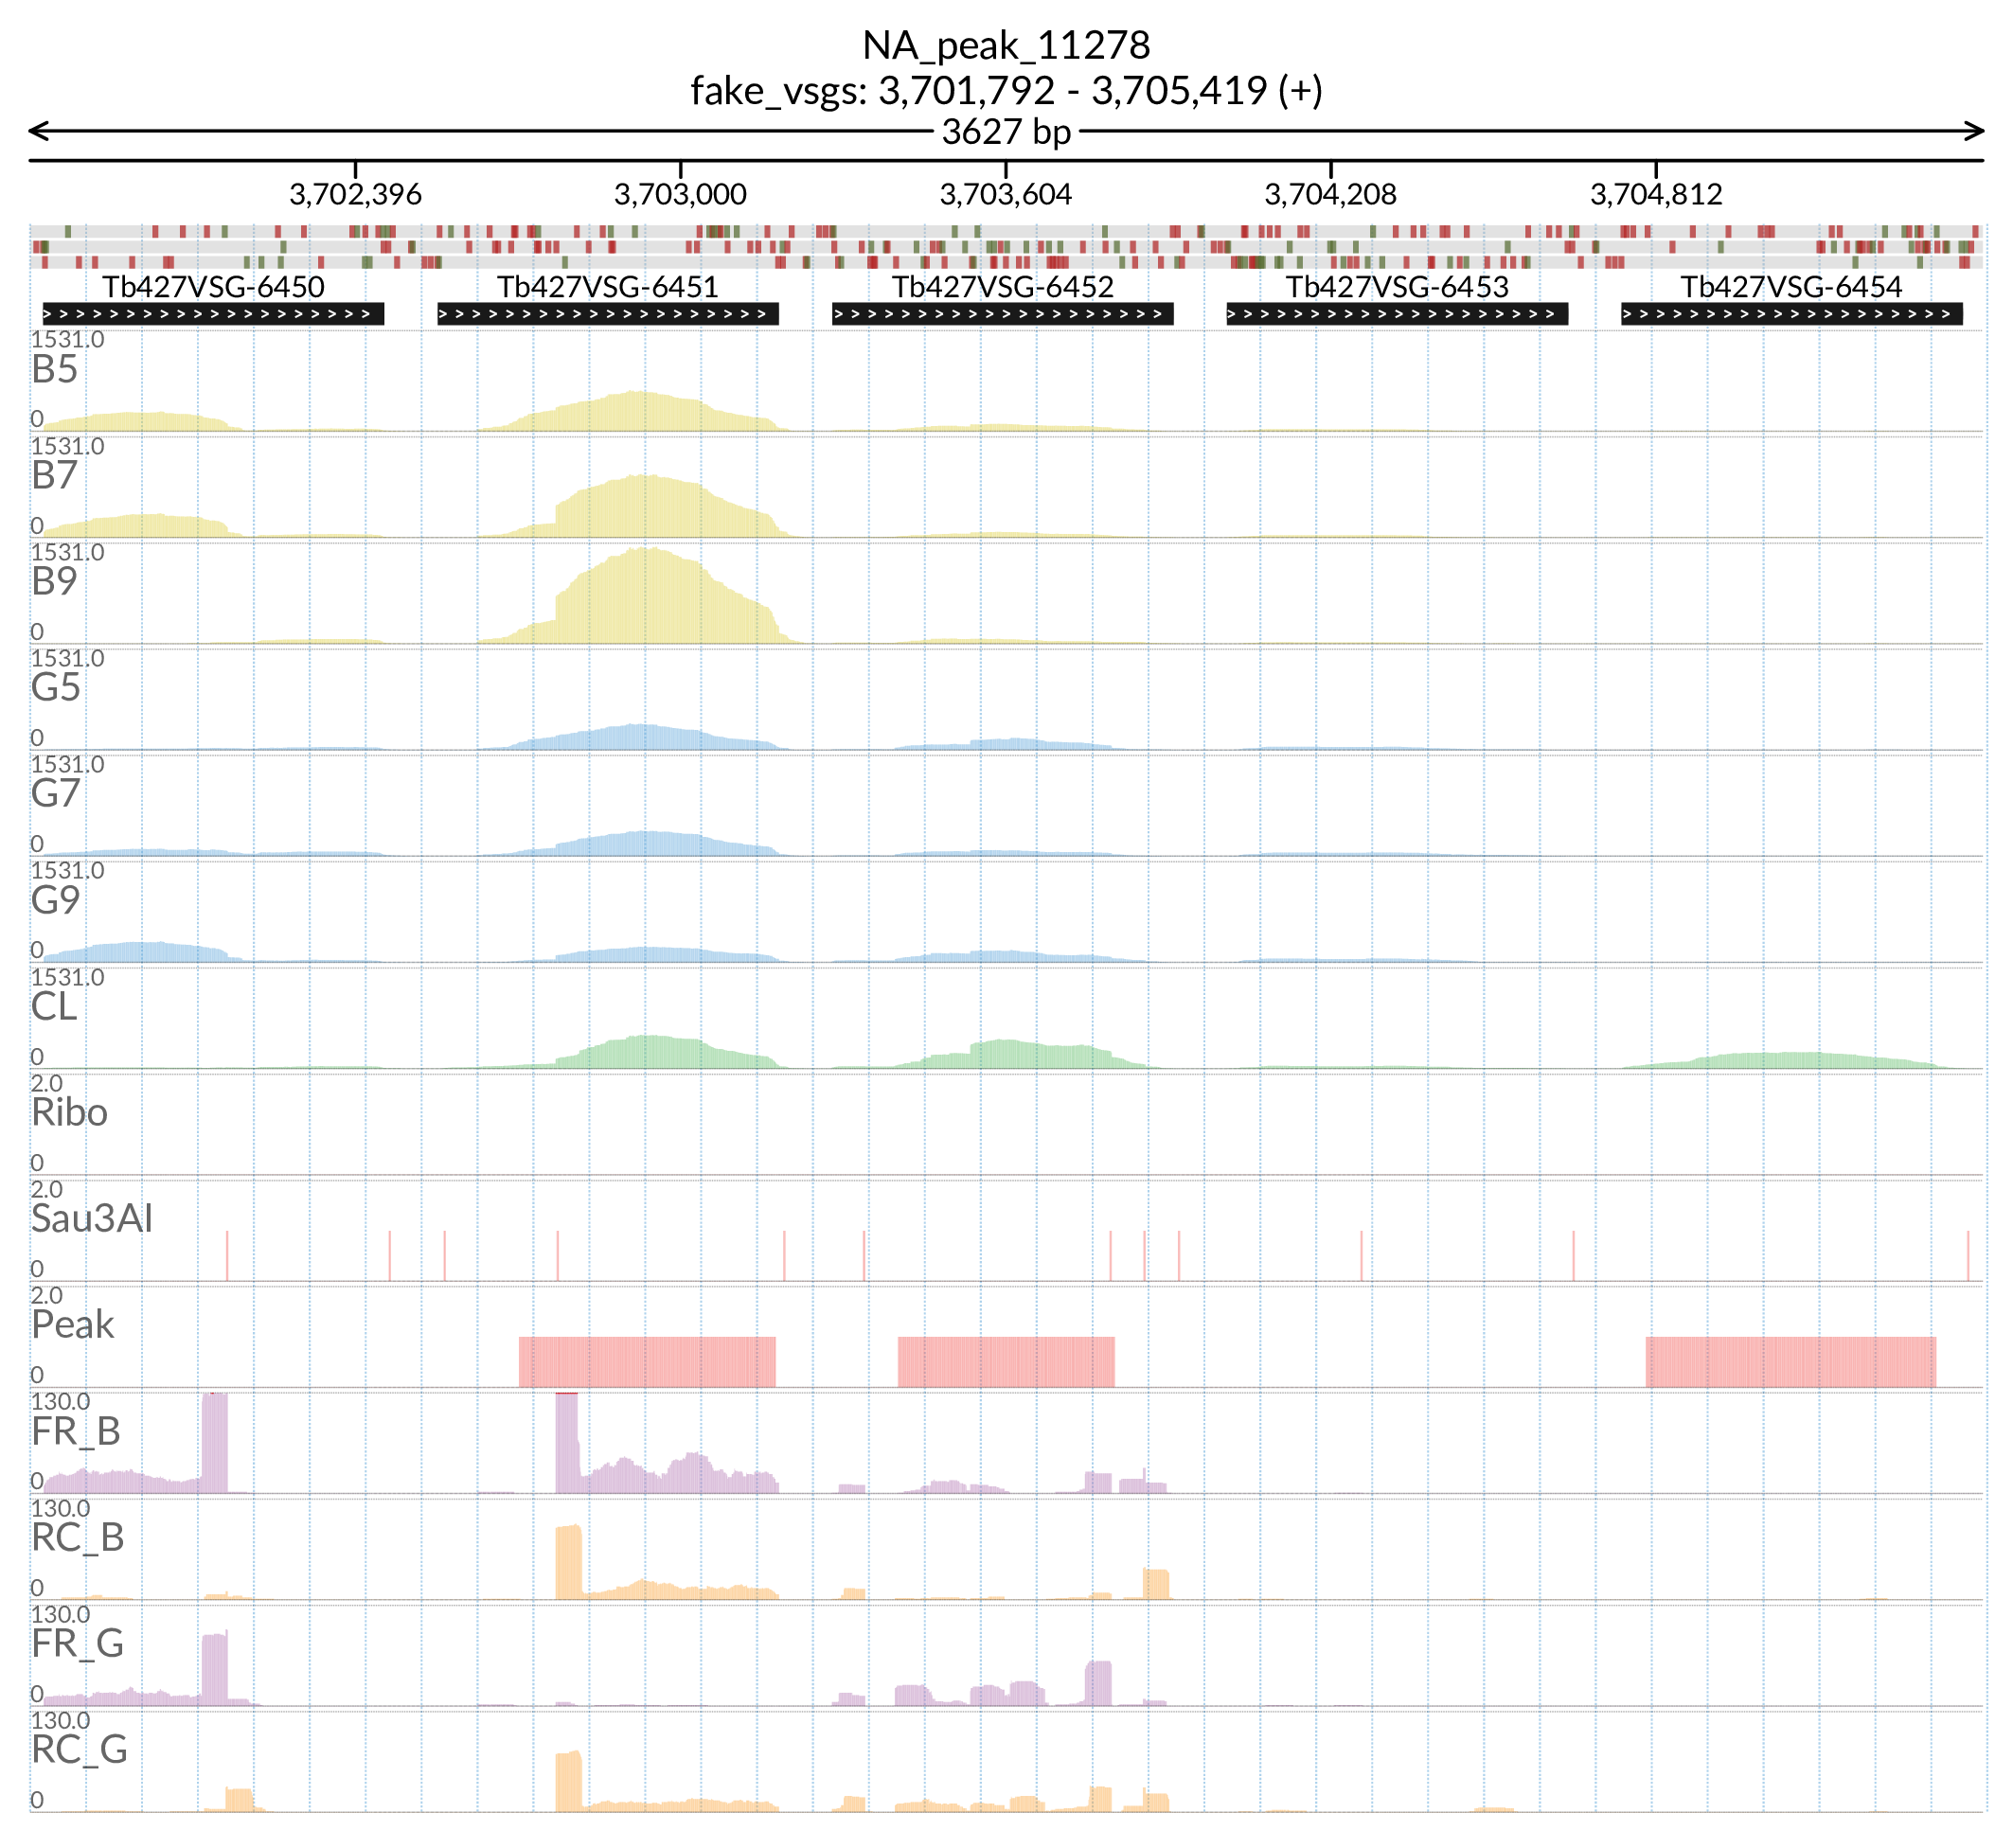 NA_peak_11278
fake_vsgs: 3,701,792 - 3,705,419 (+)
3627 bp
3,702,396 3,703,000 3,703,604 3,704,208 3,704,812
Tb427VSG-6450 Tb427VSG-6451 Tb427VSG-6452 Tb427VSG-6453 Tb427VSG-6454
1531.0
B5
0
1531.0
B7
0
1531.0
B9
0
1531.0
G5
0
1531.0
G7
0
1531.0
G9
0
1531.0
CL
0
2.0
Ribo
0
2.0
Sau3AI
0
2.0
Peak
0
130.0
FR_B
0
130.0
RC_B
0
130.0
FR_G
0
130.0
RC_G
0